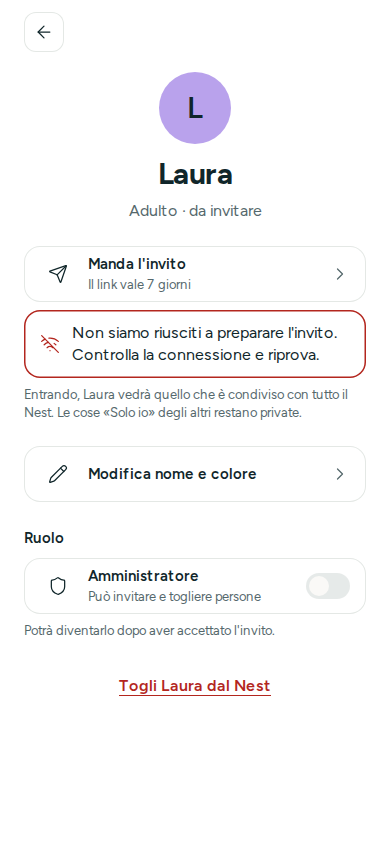 L
Laura
Adulto · da invitare
Manda l'invito
Il link vale 7 giorni
Non siamo riusciti a preparare l'invito.
Controlla la connessione e riprova.
Entrando, Laura vedrà quello che è condiviso con tutto il
Nest. Le cose «Solo io» degli altri restano private.
Modifica nome e colore
Ruolo
Amministratore
Può invitare e togliere persone
Potrà diventarlo dopo aver accettato l'invito.
Togli Laura dal Nest